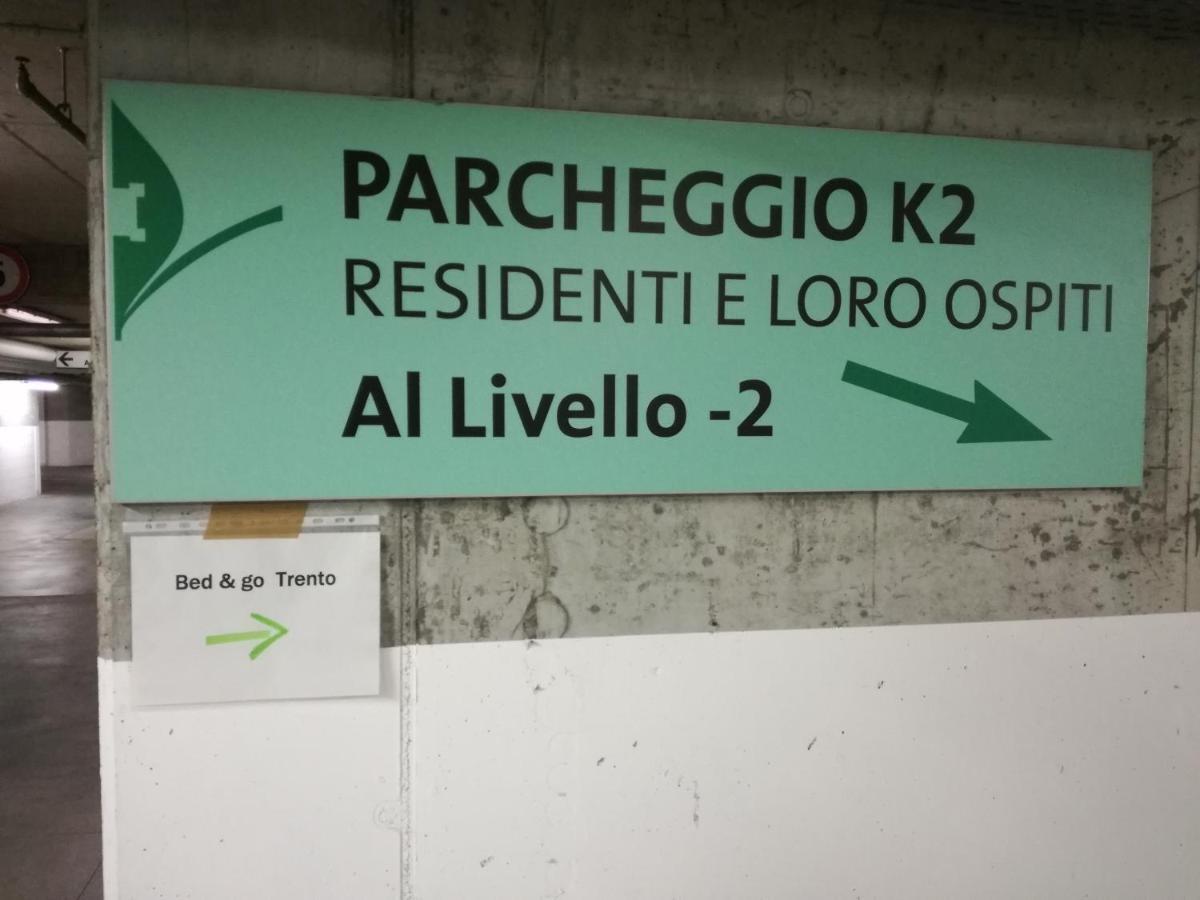 PARCHEGGIO K2
RESIDENTI E LORO OSPITI
Al Livello -2
Bed & go Trento